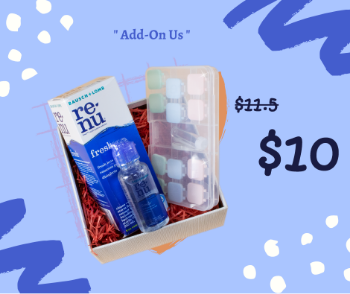 " Add-On Us "
$11.5
$10
BAUSCH + LOMB
re.
nu
fresh